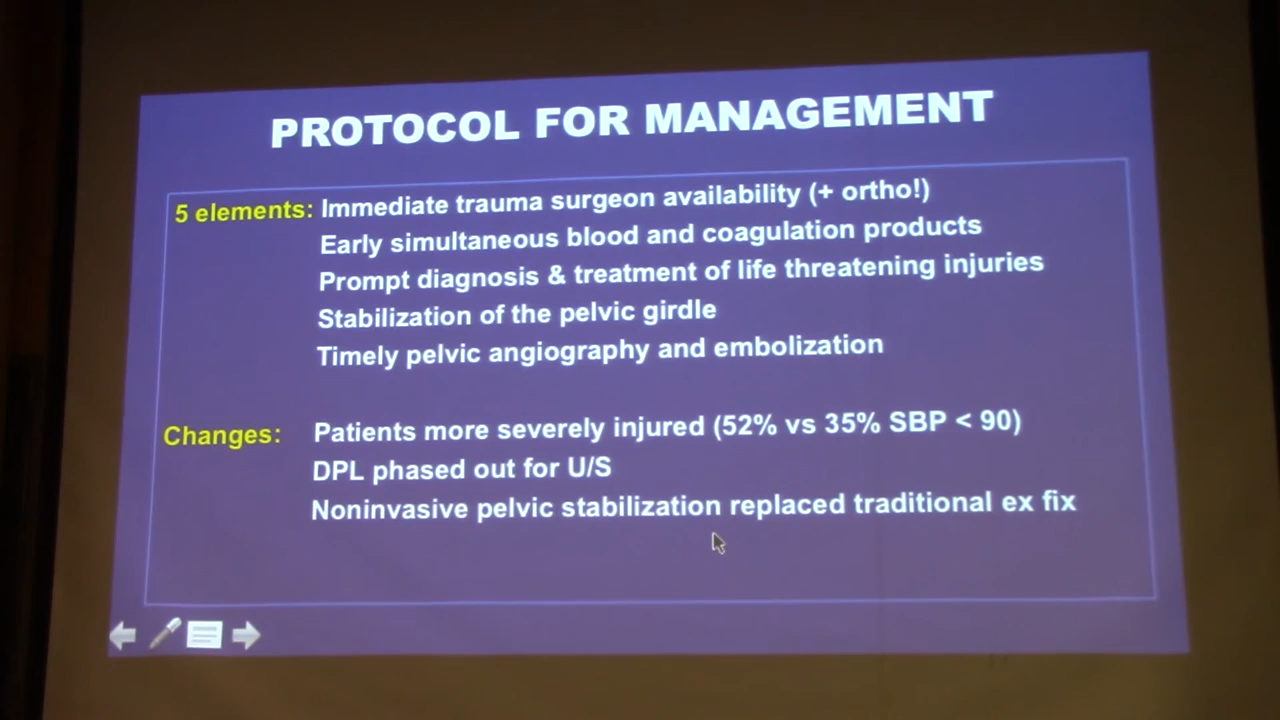 PROTOCOL FOR MANAGEMENT
5 elements: Immediate trauma surgeon availability (+ ortho!)
Early simultaneous blood and coagulation products
Prompt diagnosis & treatment of life threatening injuries
Stabilization of the pelvic girdle
Timely pelvic angiography and embolization
Changes: Patients more severely injured (52% vs 35% SBP < 90)
DPL phased out for U/S
Noninvasive pelvic stabilization replaced traditional ex fix